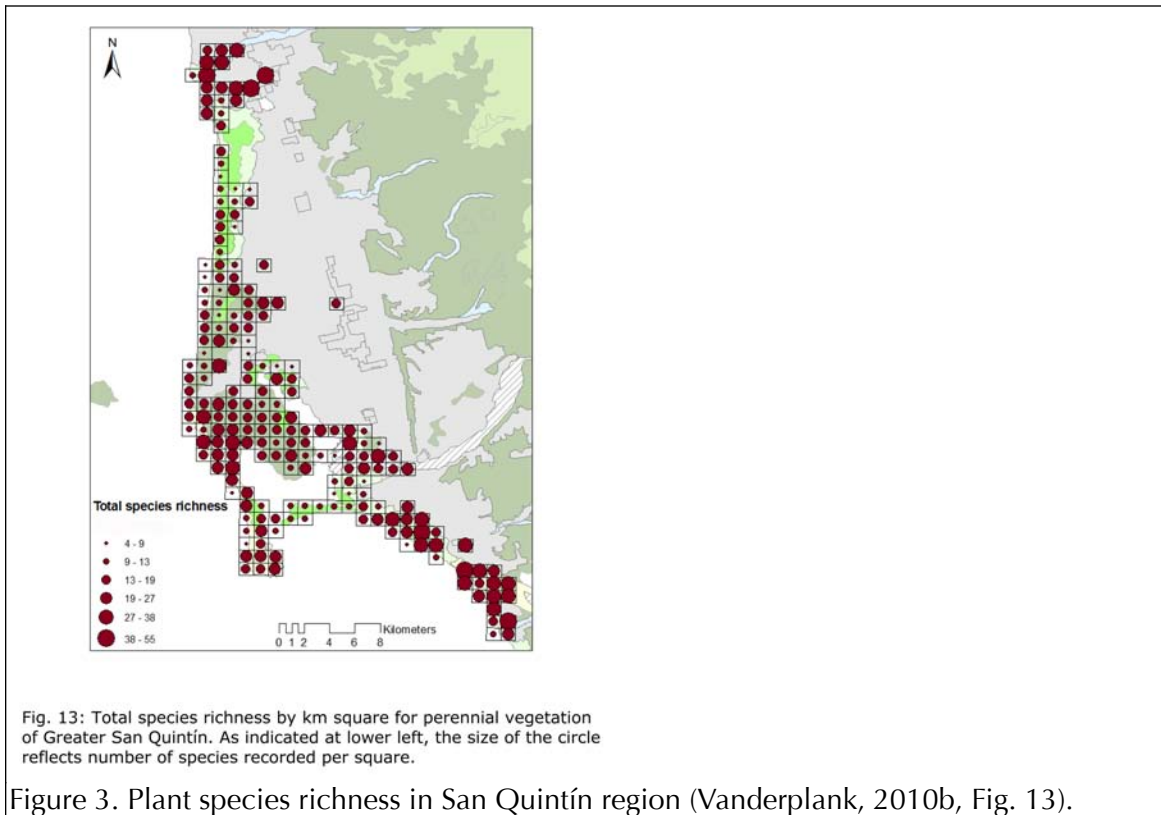 N
Total species richness
4 - 9
9 - 13
13 - 19
19 - 27
27 - 38
38 - 55
Kilometers
0 1 2 4 6 8
Fig. 13: Total species richness by km square for perennial vegetation
of Greater San Quintín. As indicated at lower left, the size of the circle
reflects number of species recorded per square.
Figure 3. Plant species richness in San Quintín region (Vanderplank, 2010b, Fig. 13).